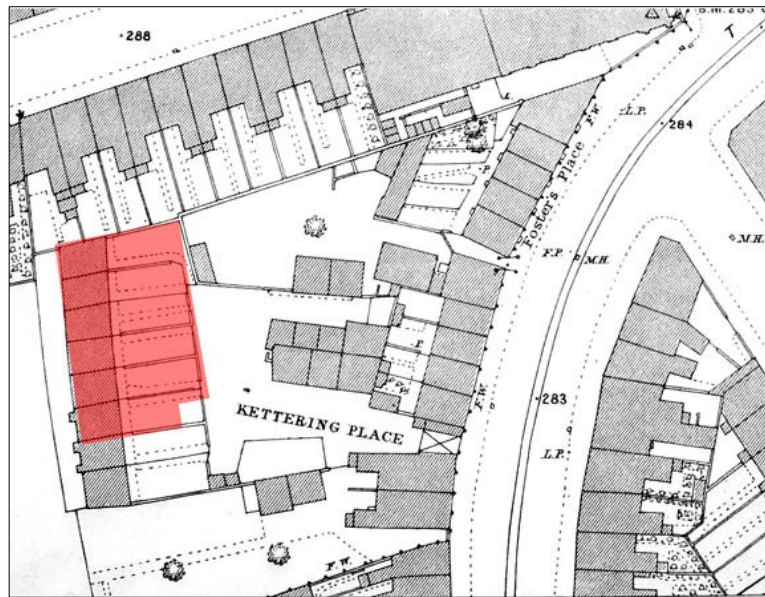 B.M. 285
288
T
L.P.
284
F.W.
P.
Foster's Place
M.H.
F.P.
M.H.
P.
283
F.W.
KETTERING PLACE
L.P.
F.W.